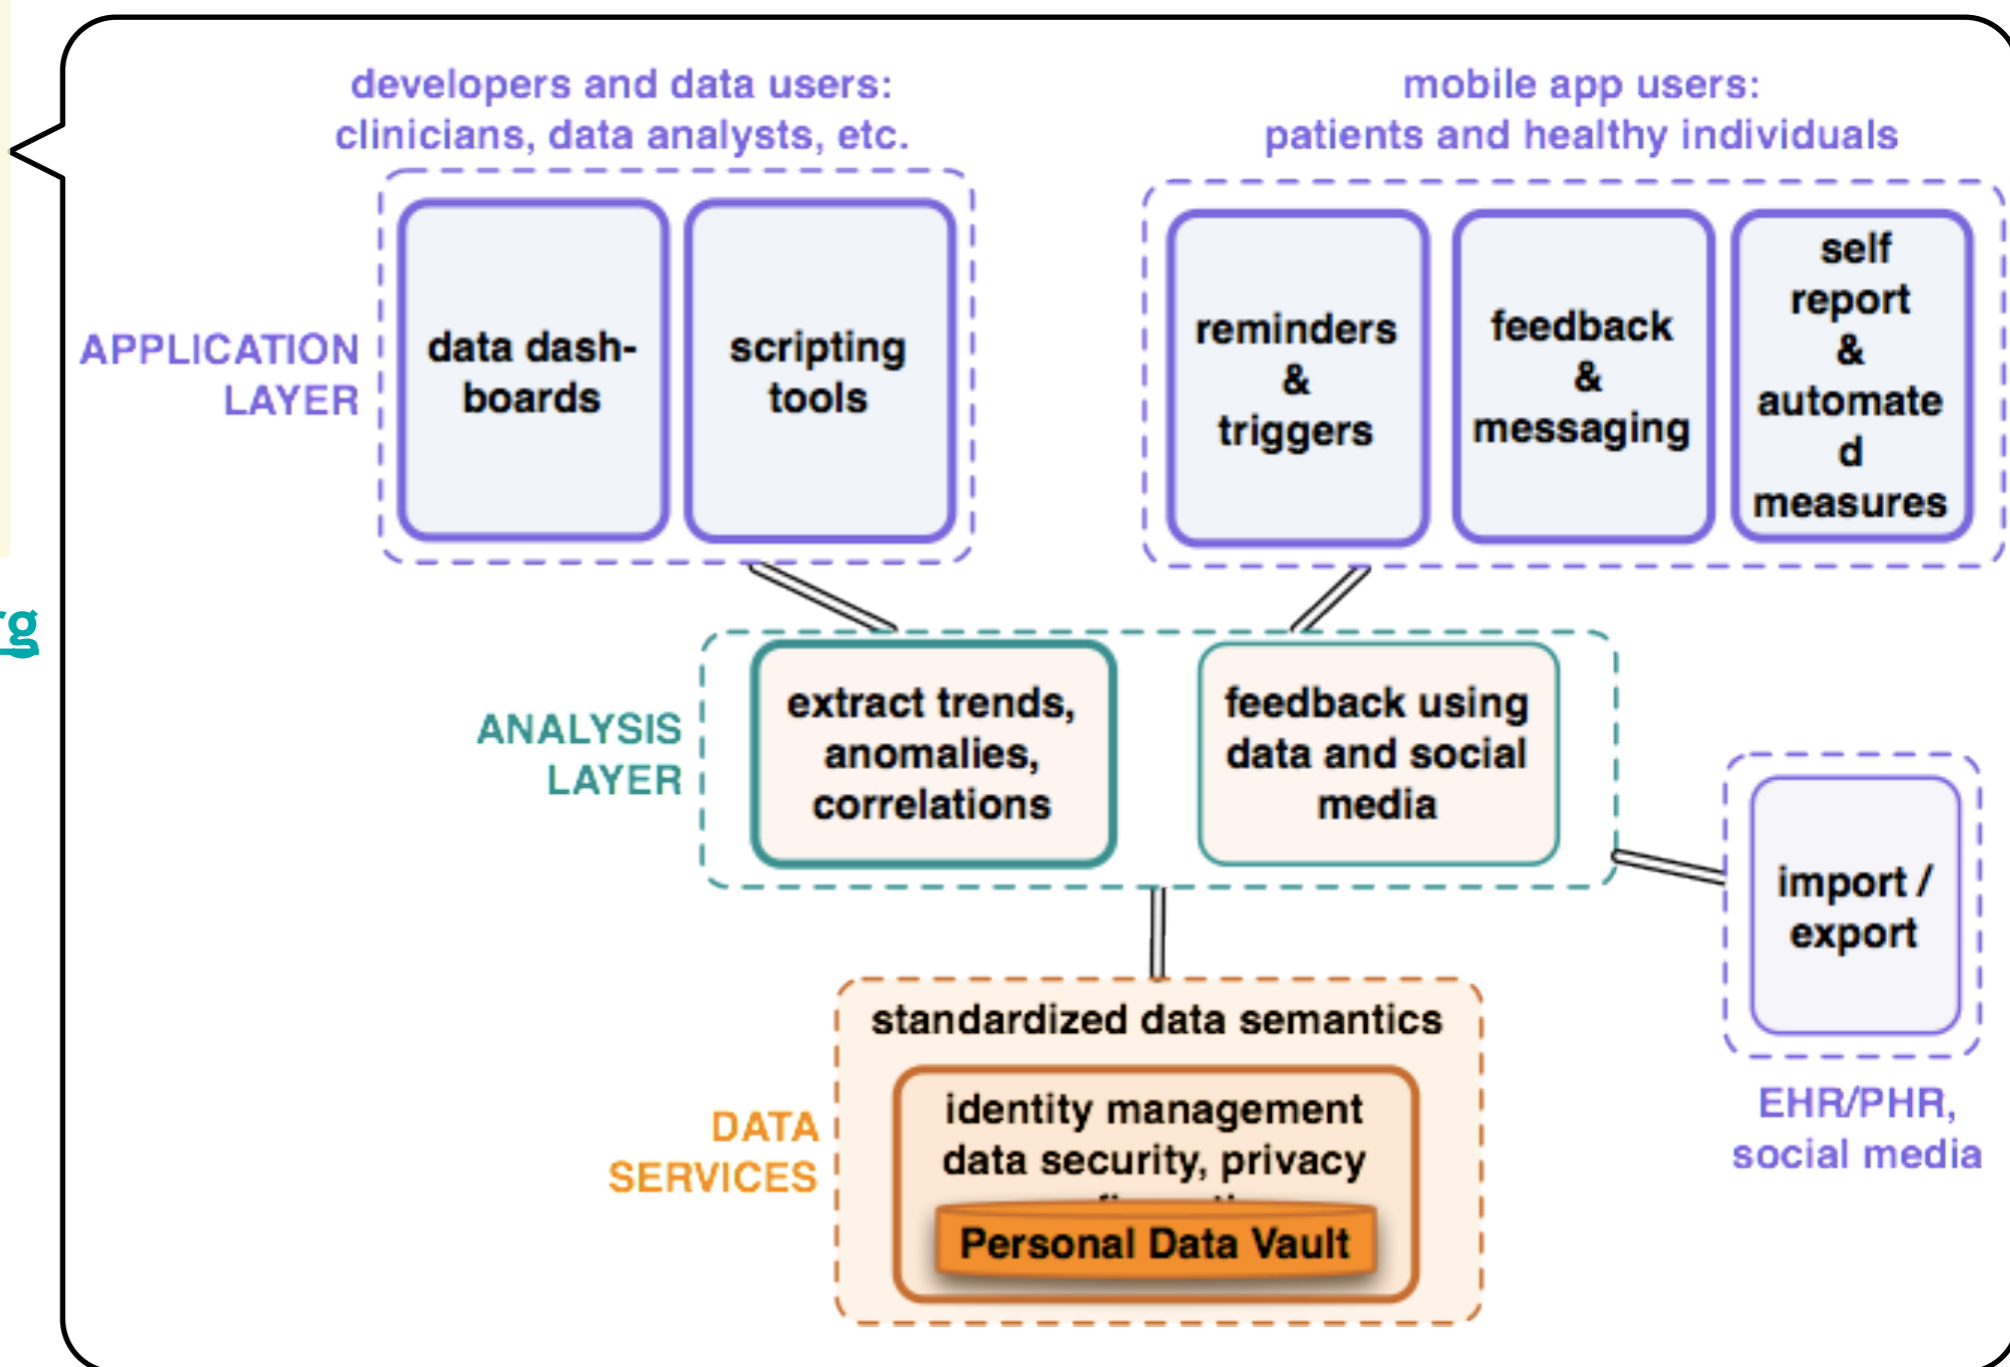 developers and data users:
clinicians, data analysts, etc.
mobile app users:
patients and healthy individuals
APPLICATION
LAYER
data dash-
boards
scripting
tools
reminders
&
triggers
feedback
&
messaging
self
report
&
automate
d
measures
ANALYSIS
LAYER
extract trends,
anomalies,
correlations
feedback using
data and social
media
import /
export
EHR/PHR,
social media
DATA
SERVICES
standardized data semantics
identity management
data security, privacy
Personal Data Vault